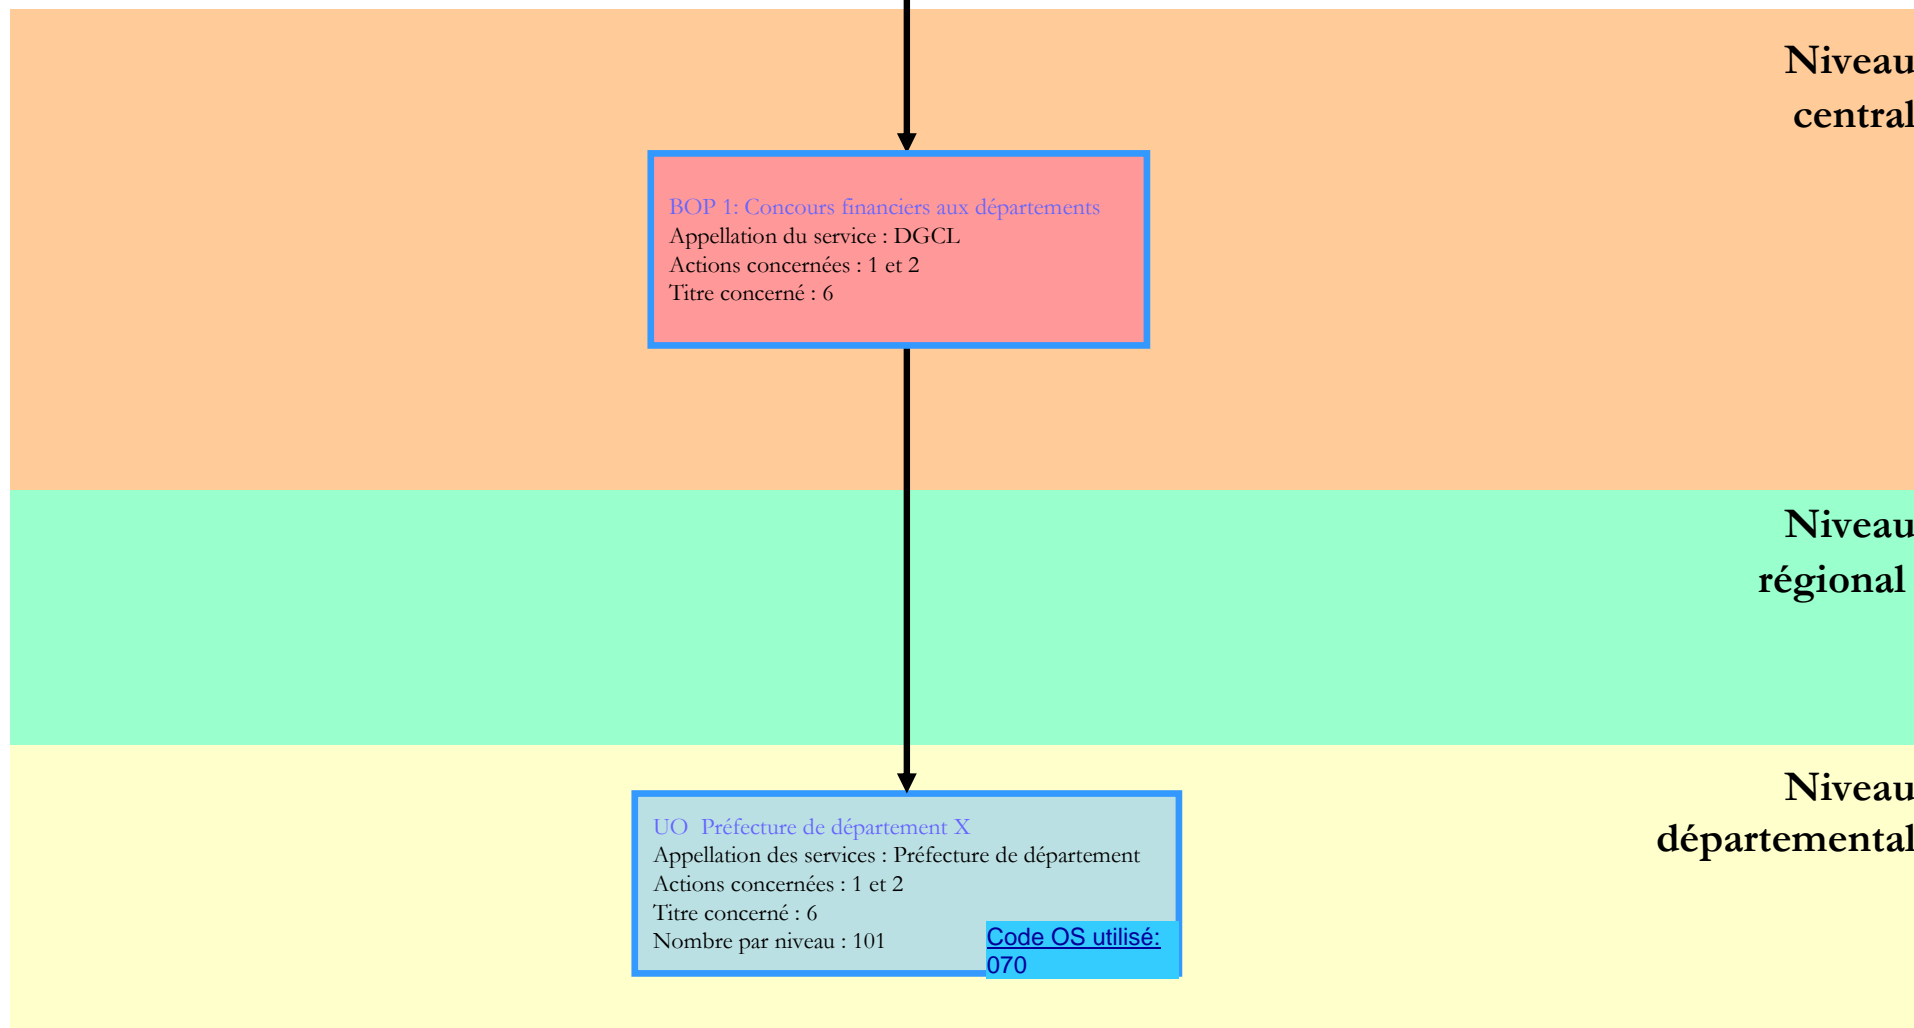 Niveau
central
BOP 1: Concours financiers aux départements
Appellation du service : DGCL
Actions concernées : 1 et 2
Titre concerné : 6
Niveau
régional
Niveau
départemental
UO  Préfecture de département X
Appellation des services : Préfecture de département
Actions concernées : 1 et 2
Titre concerné : 6
Nombre par niveau : 101
Code OS utilisé:
070